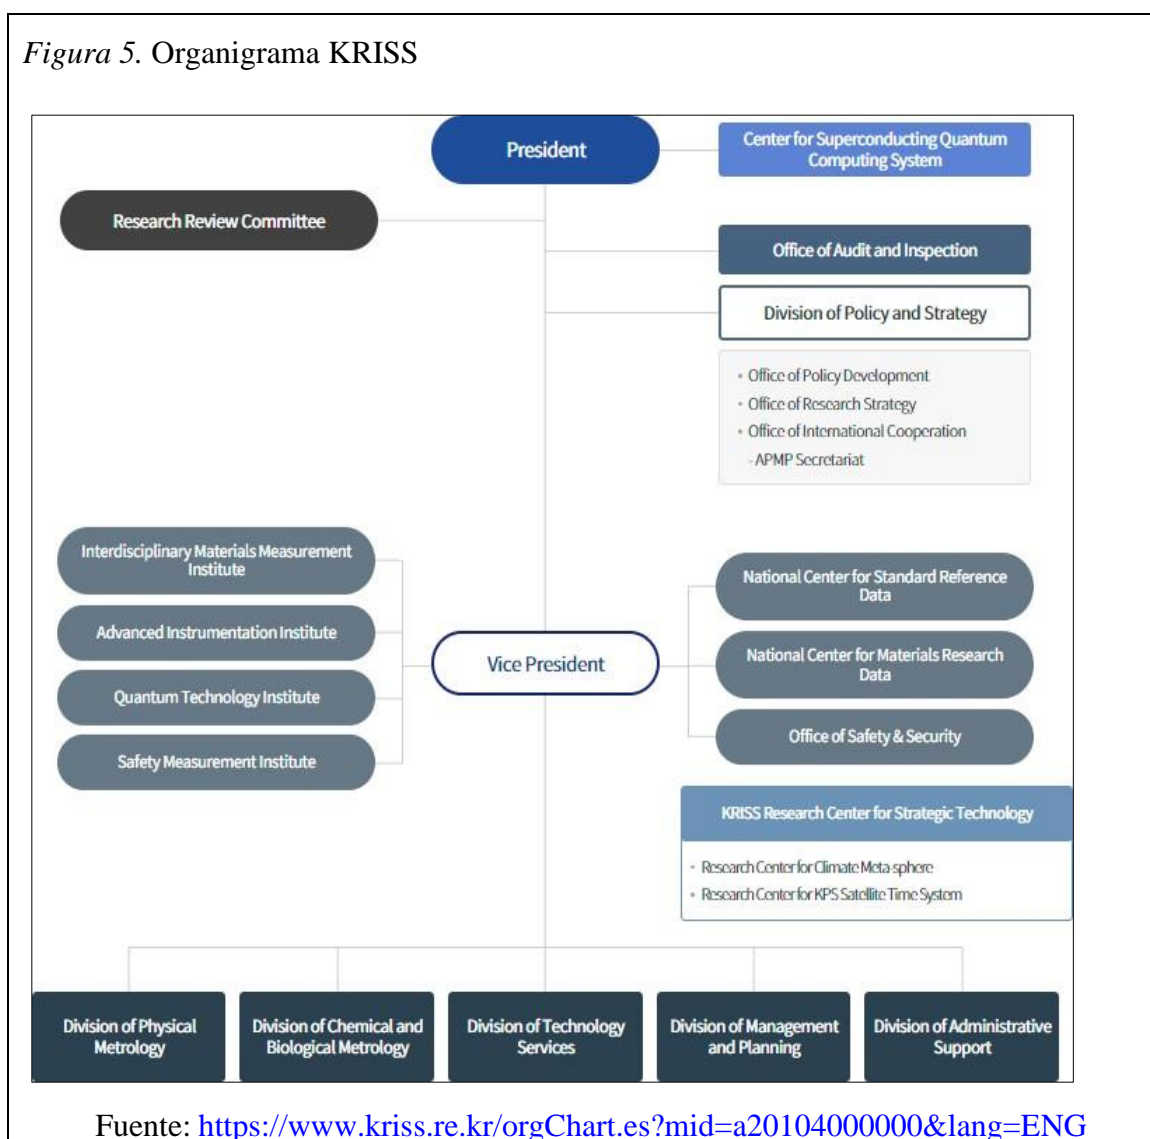 Figura 5. Organigrama KRISS
President
Center for Superconducting Quantum
Computing System
Research Review Committee
Office of Audit and Inspection
Division of Policy and Strategy
• Office of Policy Development
• Office of Research Strategy
• Office of International Cooperation
- APMP Secretariat
Interdisciplinary Materials Measurement
Institute
Advanced Instrumentation Institute
Quantum Technology Institute
Safety Measurement Institute
Vice President
National Center for Standard Reference
Data
National Center for Materials Research
Data
Office of Safety & Security
KRISS Research Center for Strategic Technology
• Research Center for Climate Meta-sphere
• Research Center for KPS Satellite Time System
Division of Physical
Metrology
Division of Chemical and
Biological Metrology
Division of Technology
Services
Division of Management
and Planning
Division of Administrative
Support
Fuente: https://www.kriss.re.kr/orgChart.es?mid=a20104000000&lang=ENG